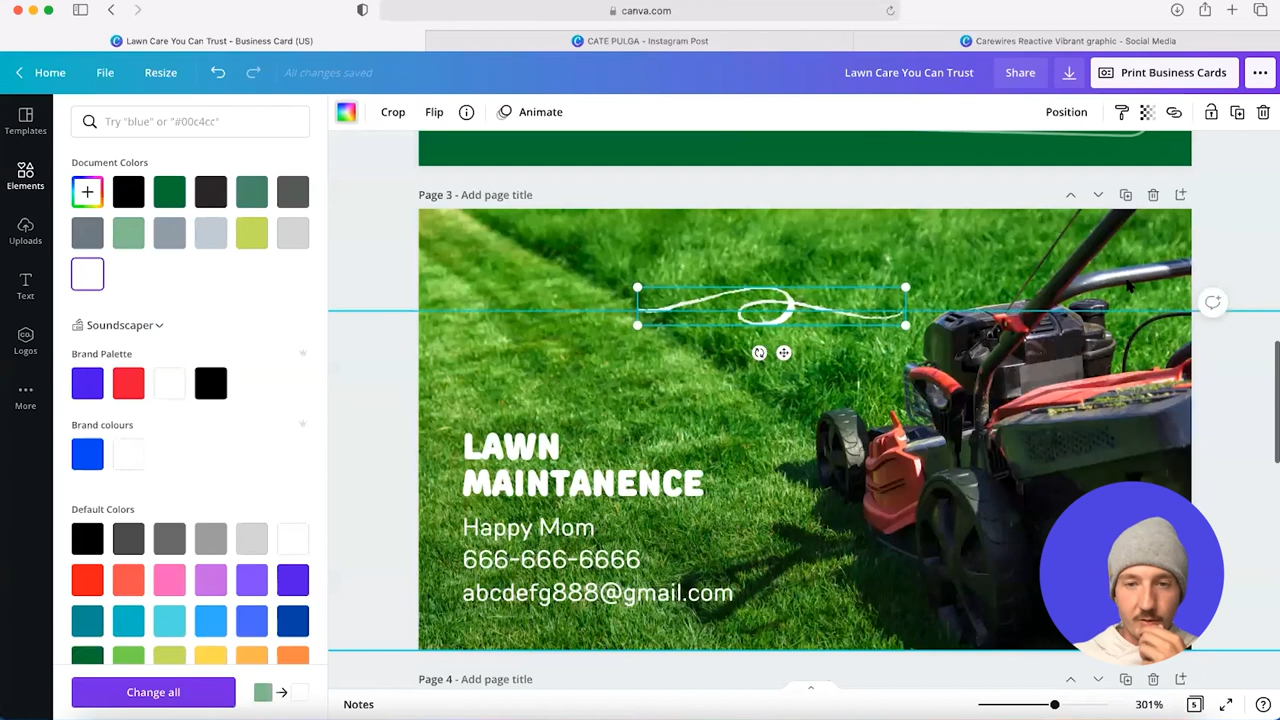 canva.com
Lawn Care You Can Trust - Business Card (US)
CATE PULGA - Instagram Post
Carewires Reactive Vibrant graphic - Social Media
Home
File
Resize
All changes saved
Lawn Care You Can Trust
Share
Print Business Cards
Templates
Elements
Uploads
Text
Logos
More
CO.
Try "blue" or "#00c4cc"
Document Colors
Soundscaper
Brand Palette
Brand colours
Default Colors
Change all
Crop
Flip
Animate
Position
Page 3 - Add page title
LAWN
MAINTANENCE
Happy Mom
666-666-6666
abcdefg888@gmail.com
Page 4 - Add page title
Notes
301%
5